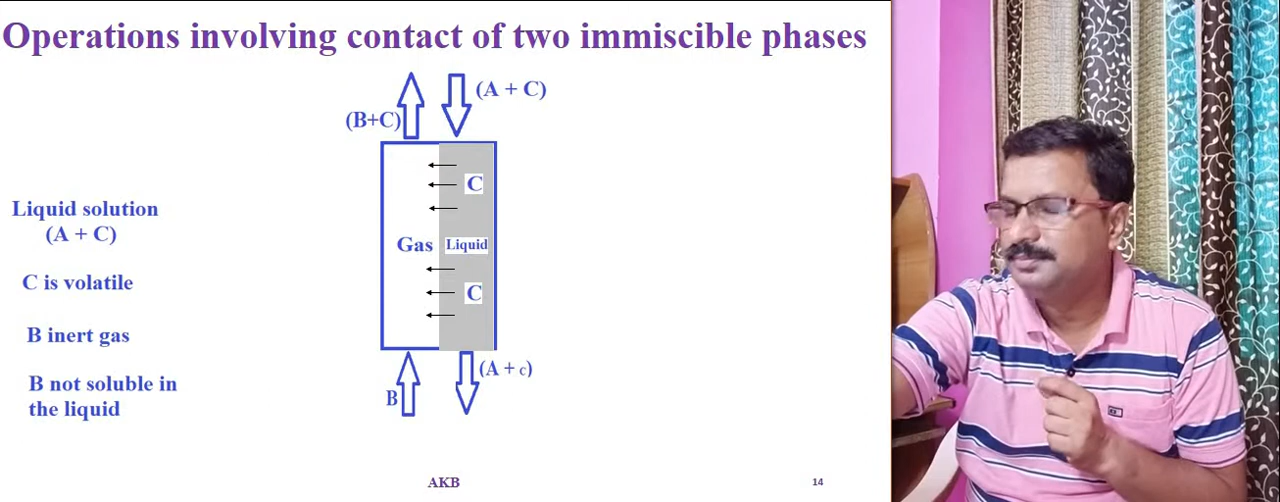 Operations involving contact of two immiscible phases
(A + C)
(B+C)
C
Liquid solution
(A + C)
Gas
Liquid
C is volatile
C
B inert gas
(A + c)
B not soluble in
the liquid
B
AKB
14